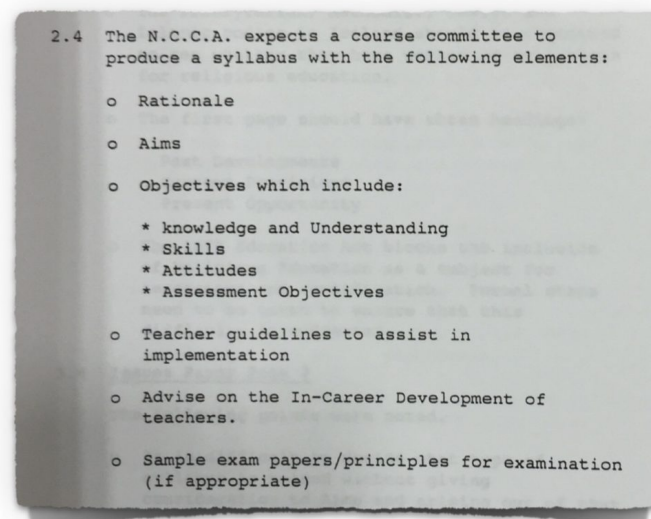 2.4 The N.C.C.A. expects a course committee to
produce a syllabus with the following elements:
o Rationale
o Aims
o Objectives which include:
* knowledge and Understanding
* Skills
* Attitudes
* Assessment Objectives
o Teacher guidelines to assist in
implementation
o Advise on the In-Career Development of
teachers.
o Sample exam papers/principles for examination
(if appropriate)